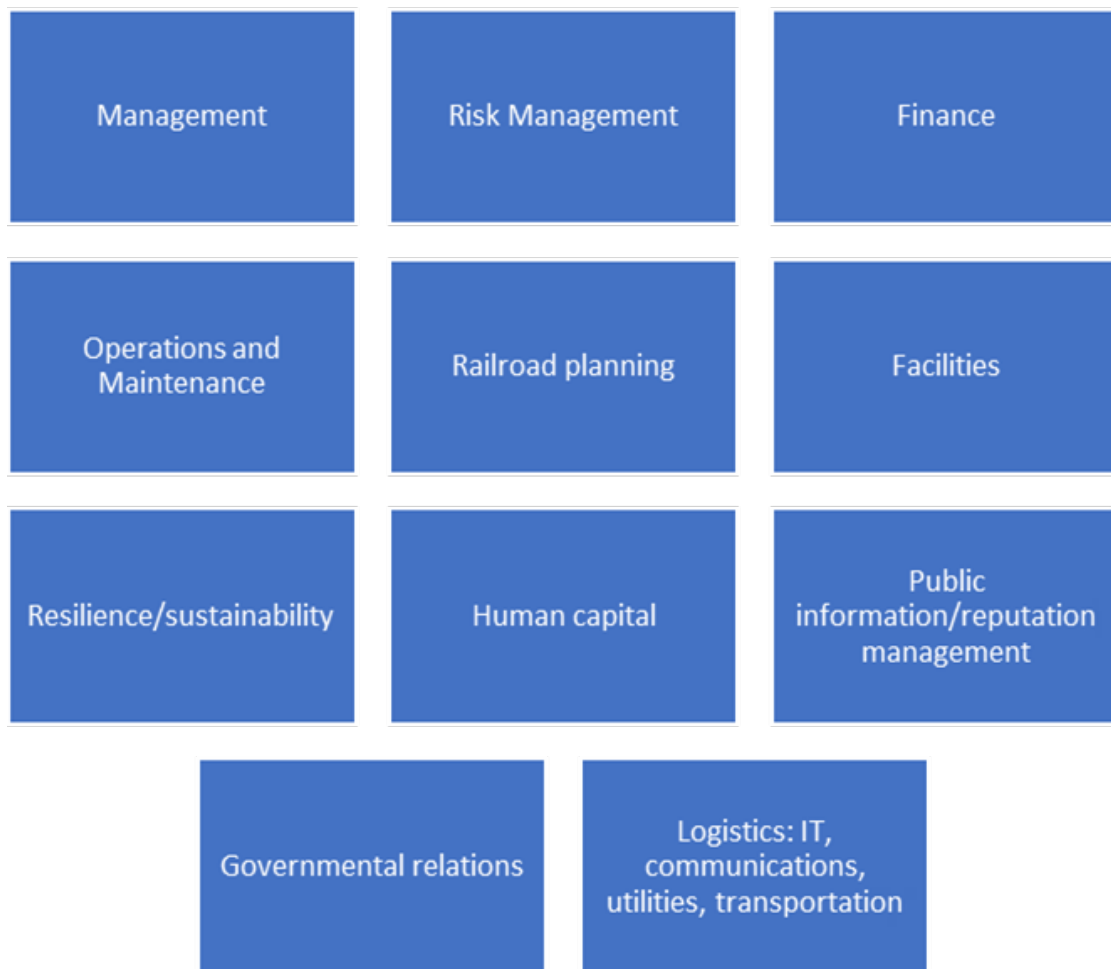 Management
Risk Management
Finance
Operations and
Maintenance
Railroad planning
Facilities
Resilience/sustainability
Human capital
Public
information/reputation
management
Governmental relations
Logistics: IT,
communications,
utilities, transportation